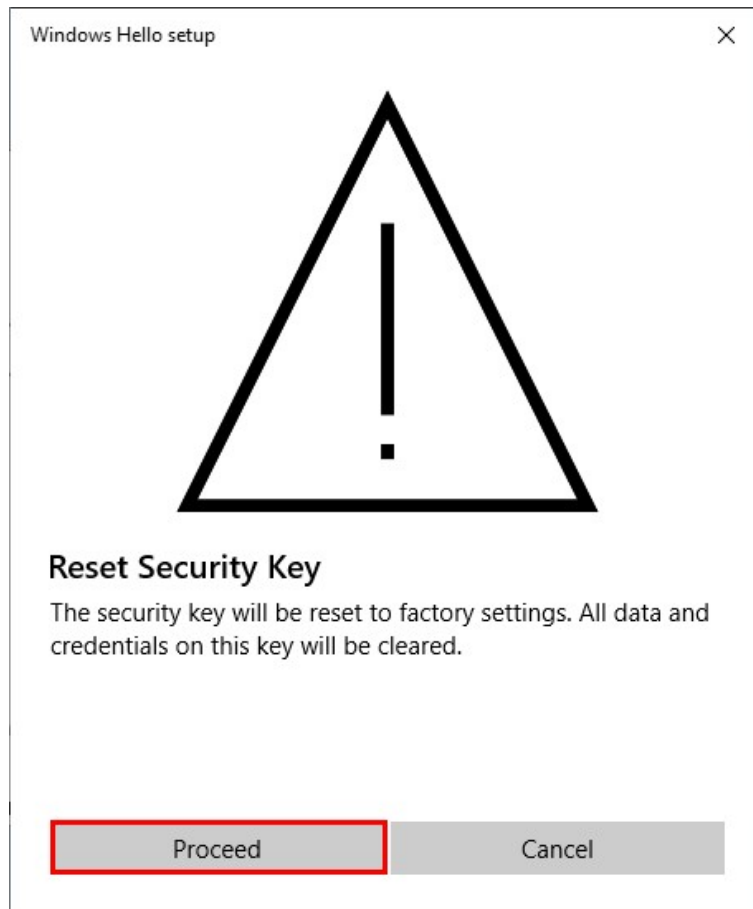 Windows Hello setup
Reset Security Key
The security key will be reset to factory settings. All data and
credentials on this key will be cleared.
Proceed
Cancel